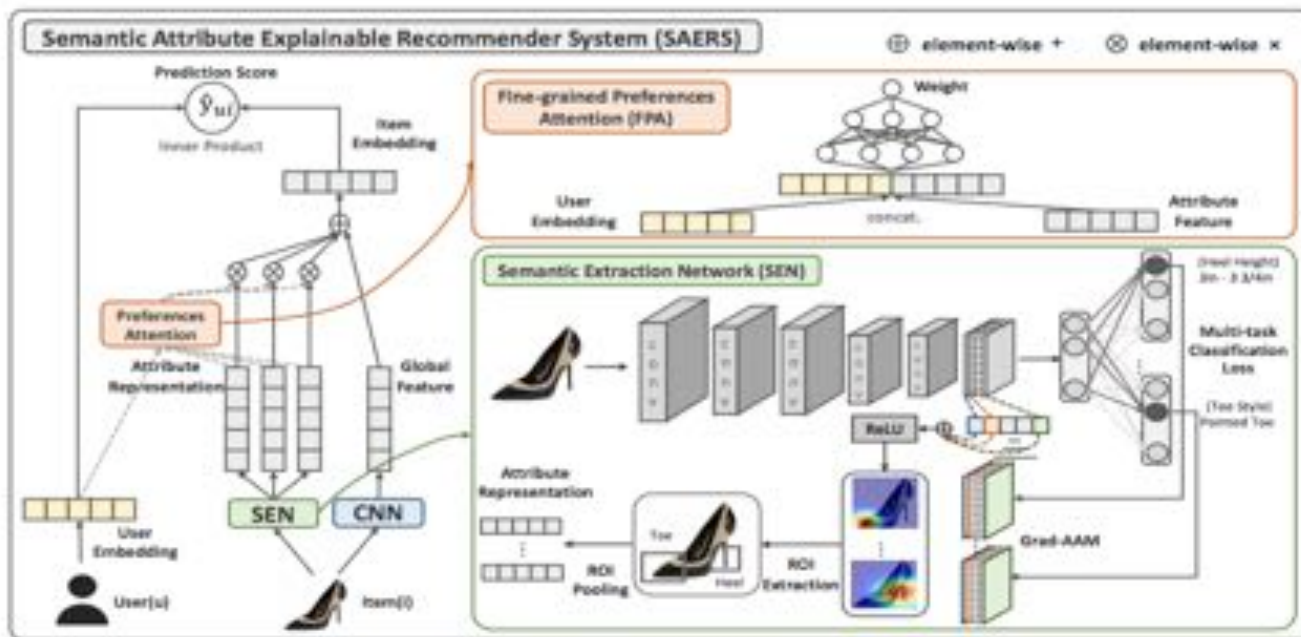 Semantic Attribute Explainable Recommender System (SAERS)
element-wise +
element-wise ×
Prediction Score
ŷui
Inner Product
Item
Embedding
Preferences
Attention
Attribute
Representation
Global
Feature
SEN
CNN
User
Embedding
User(u)
Item(i)
Fine-grained Preferences
Attention (FPA)
Weight
User
Embedding
concat.
Attribute
Feature
Semantic Extraction Network (SEN)
(Heel Height)
3in - 3 3/4in
Multi-task
Classification
Loss
(Toe Style)
Pointed Toe
ReLU
Attribute
Representation
Toe
Heel
ROI
Pooling
ROI
Extraction
Grad-AAM